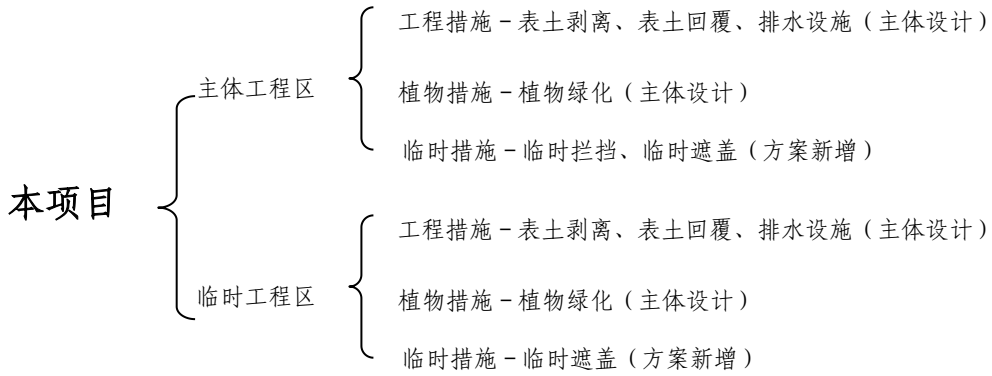 工程措施－表土剥离、表土回覆、排水设施（主体设计）
主体工程区
植物措施－植物绿化（主体设计）
临时措施－临时拦挡、临时遮盖（方案新增）
本项目
工程措施－表土剥离、表土回覆、排水设施（主体设计）
临时工程区
植物措施－植物绿化（主体设计）
临时措施－临时遮盖（方案新增）